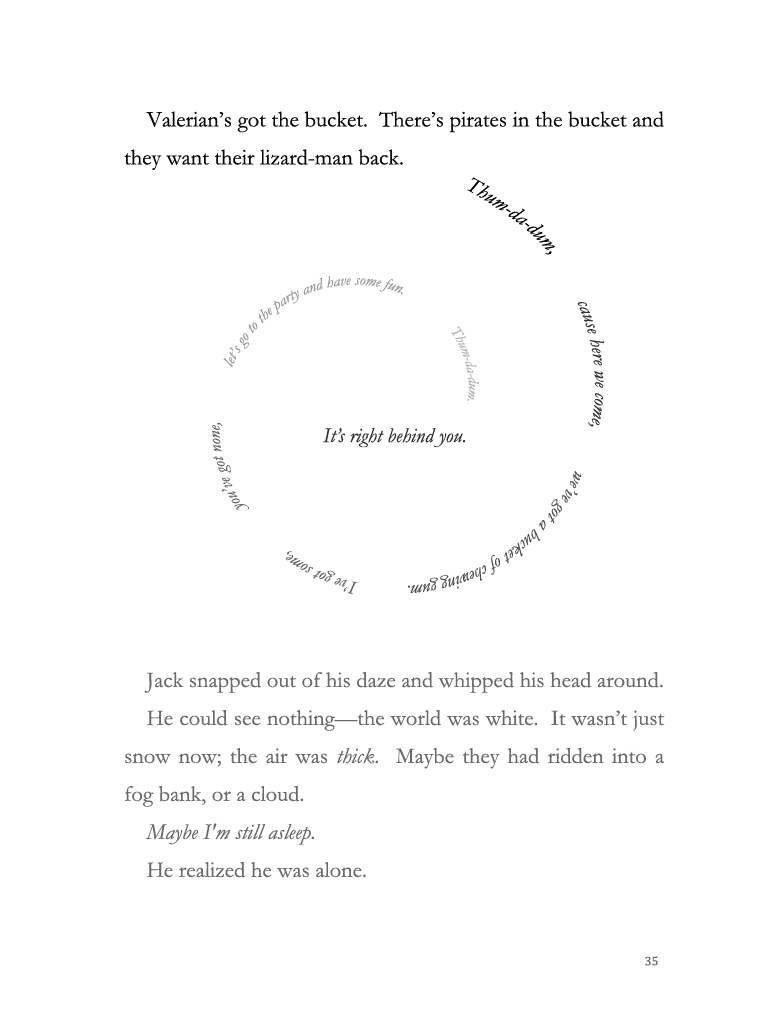 Valerian’s got the bucket.  There’s pirates in the bucket and
they want their lizard-man back.
Thum-da-dum,
cause here we come,
we’ve got a bucket of chewing gum.
I’ve got some,
you’ve got none,
let’s go to the party and have some fun.
Thum-da-dum.
It’s right behind you.
Jack snapped out of his daze and whipped his head around.
He could see nothing—the world was white.  It wasn’t just
snow now; the air was thick.  Maybe they had ridden into a
fog bank, or a cloud.
Maybe I'm still asleep.
He realized he was alone.
35